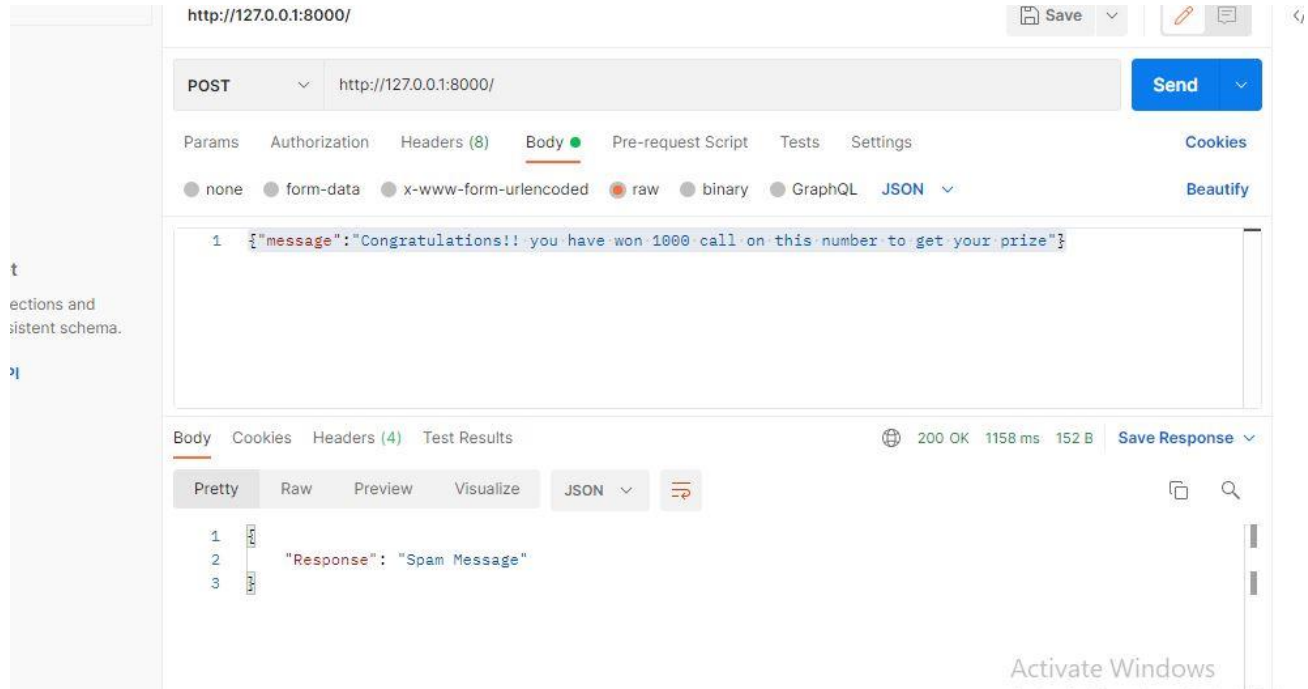 http://127.0.0.1:8000/
Save
POST
http://127.0.0.1:8000/
Send
Params Authorization Headers (8) Body Pre-request Script Tests Settings Cookies
none form-data x-www-form-urlencoded raw binary GraphQL JSON Beautify
1 {"message":"Congratulations!! you have won 1000 call on this number to get your prize"}
t
ections and
sistent schema.
PI
Body Cookies Headers (4) Test Results 200 OK 1158 ms 152 B Save Response
Pretty Raw Preview Visualize JSON
1 {
2 "Response": "Spam Message"
3 }
Activate Windows